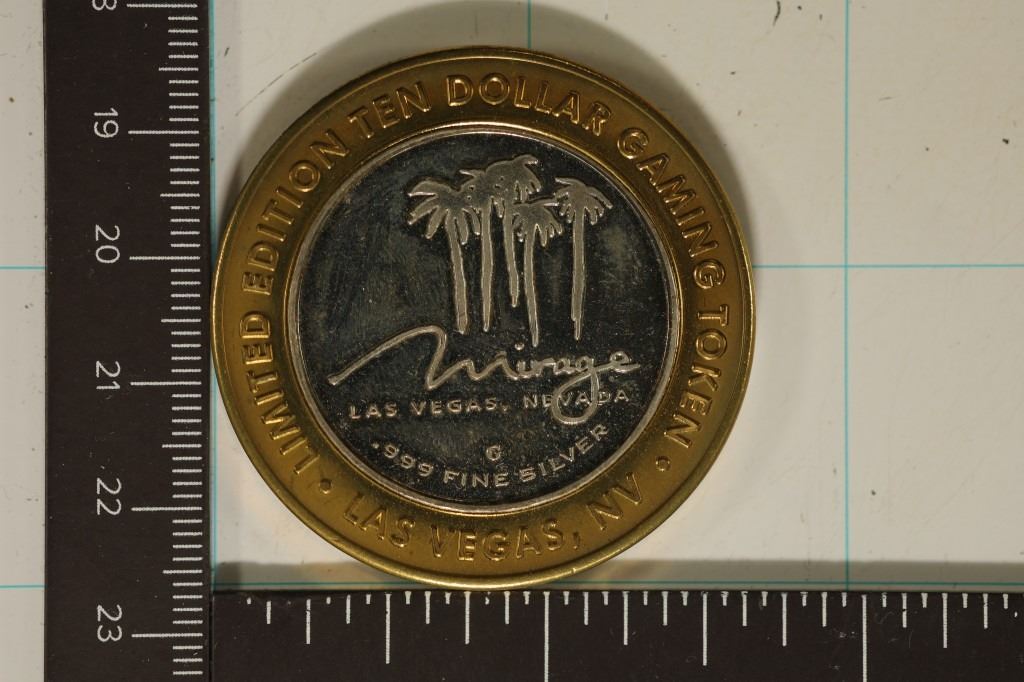 LIMITED EDITION TEN DOLLAR GAMING TOKEN
Mirage
LAS VEGAS, NEVADA
G
.999 FINE SILVER
• LAS VEGAS, NV •
19
20
21
22
23